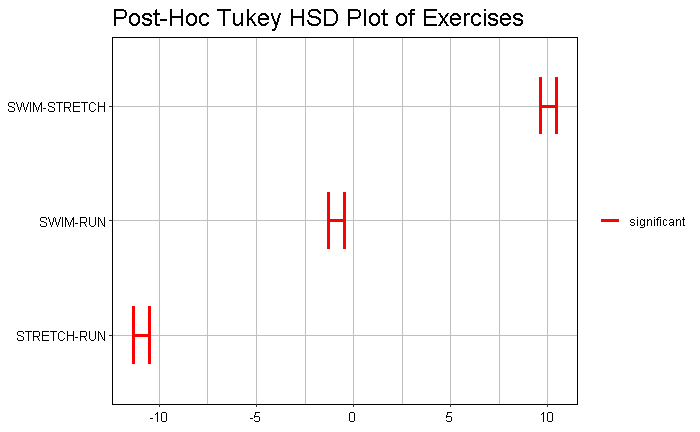 Post-Hoc Tukey HSD Plot of Exercises
SWIM-STRETCH
SWIM-RUN
significant
STRETCH-RUN
-10 -5 0 5 10